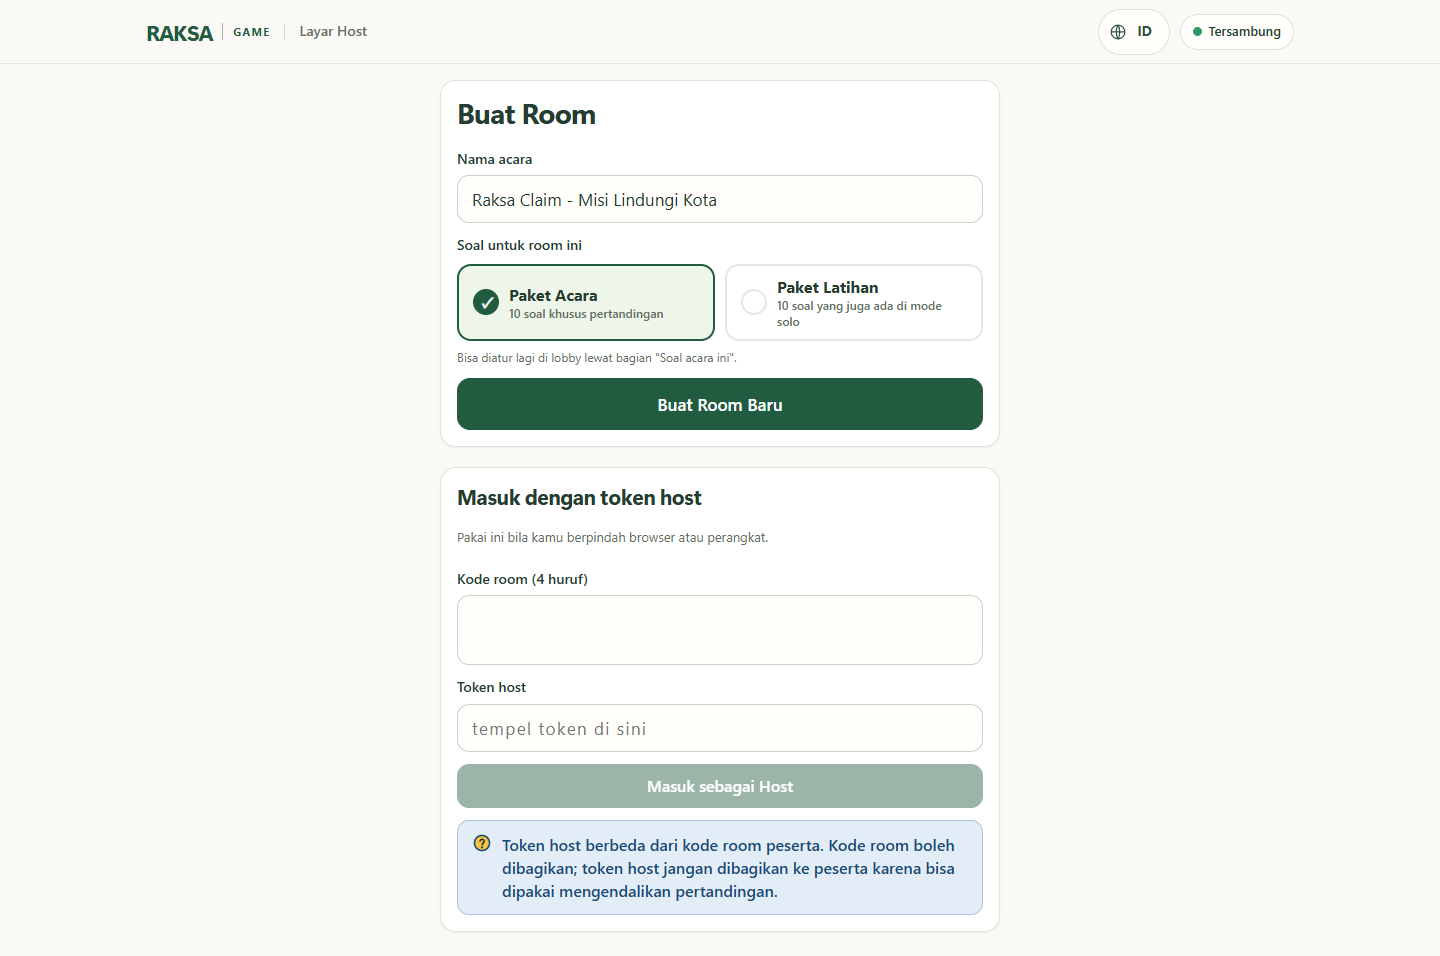 RAKSA GAME Layar Host ID Tersambung
Buat Room
Nama acara
Raksa Claim - Misi Lindungi Kota
Soal untuk room ini
Paket Acara
10 soal khusus pertandingan
Paket Latihan
10 soal yang juga ada di mode
solo
Bisa diatur lagi di lobby lewat bagian "Soal acara ini".
Buat Room Baru
Masuk dengan token host
Pakai ini bila kamu berpindah browser atau perangkat.
Kode room (4 huruf)
Token host
tempel token di sini
Masuk sebagai Host
? Token host berbeda dari kode room peserta. Kode room boleh
dibagikan; token host jangan dibagikan ke peserta karena bisa
dipakai mengendalikan pertandingan.